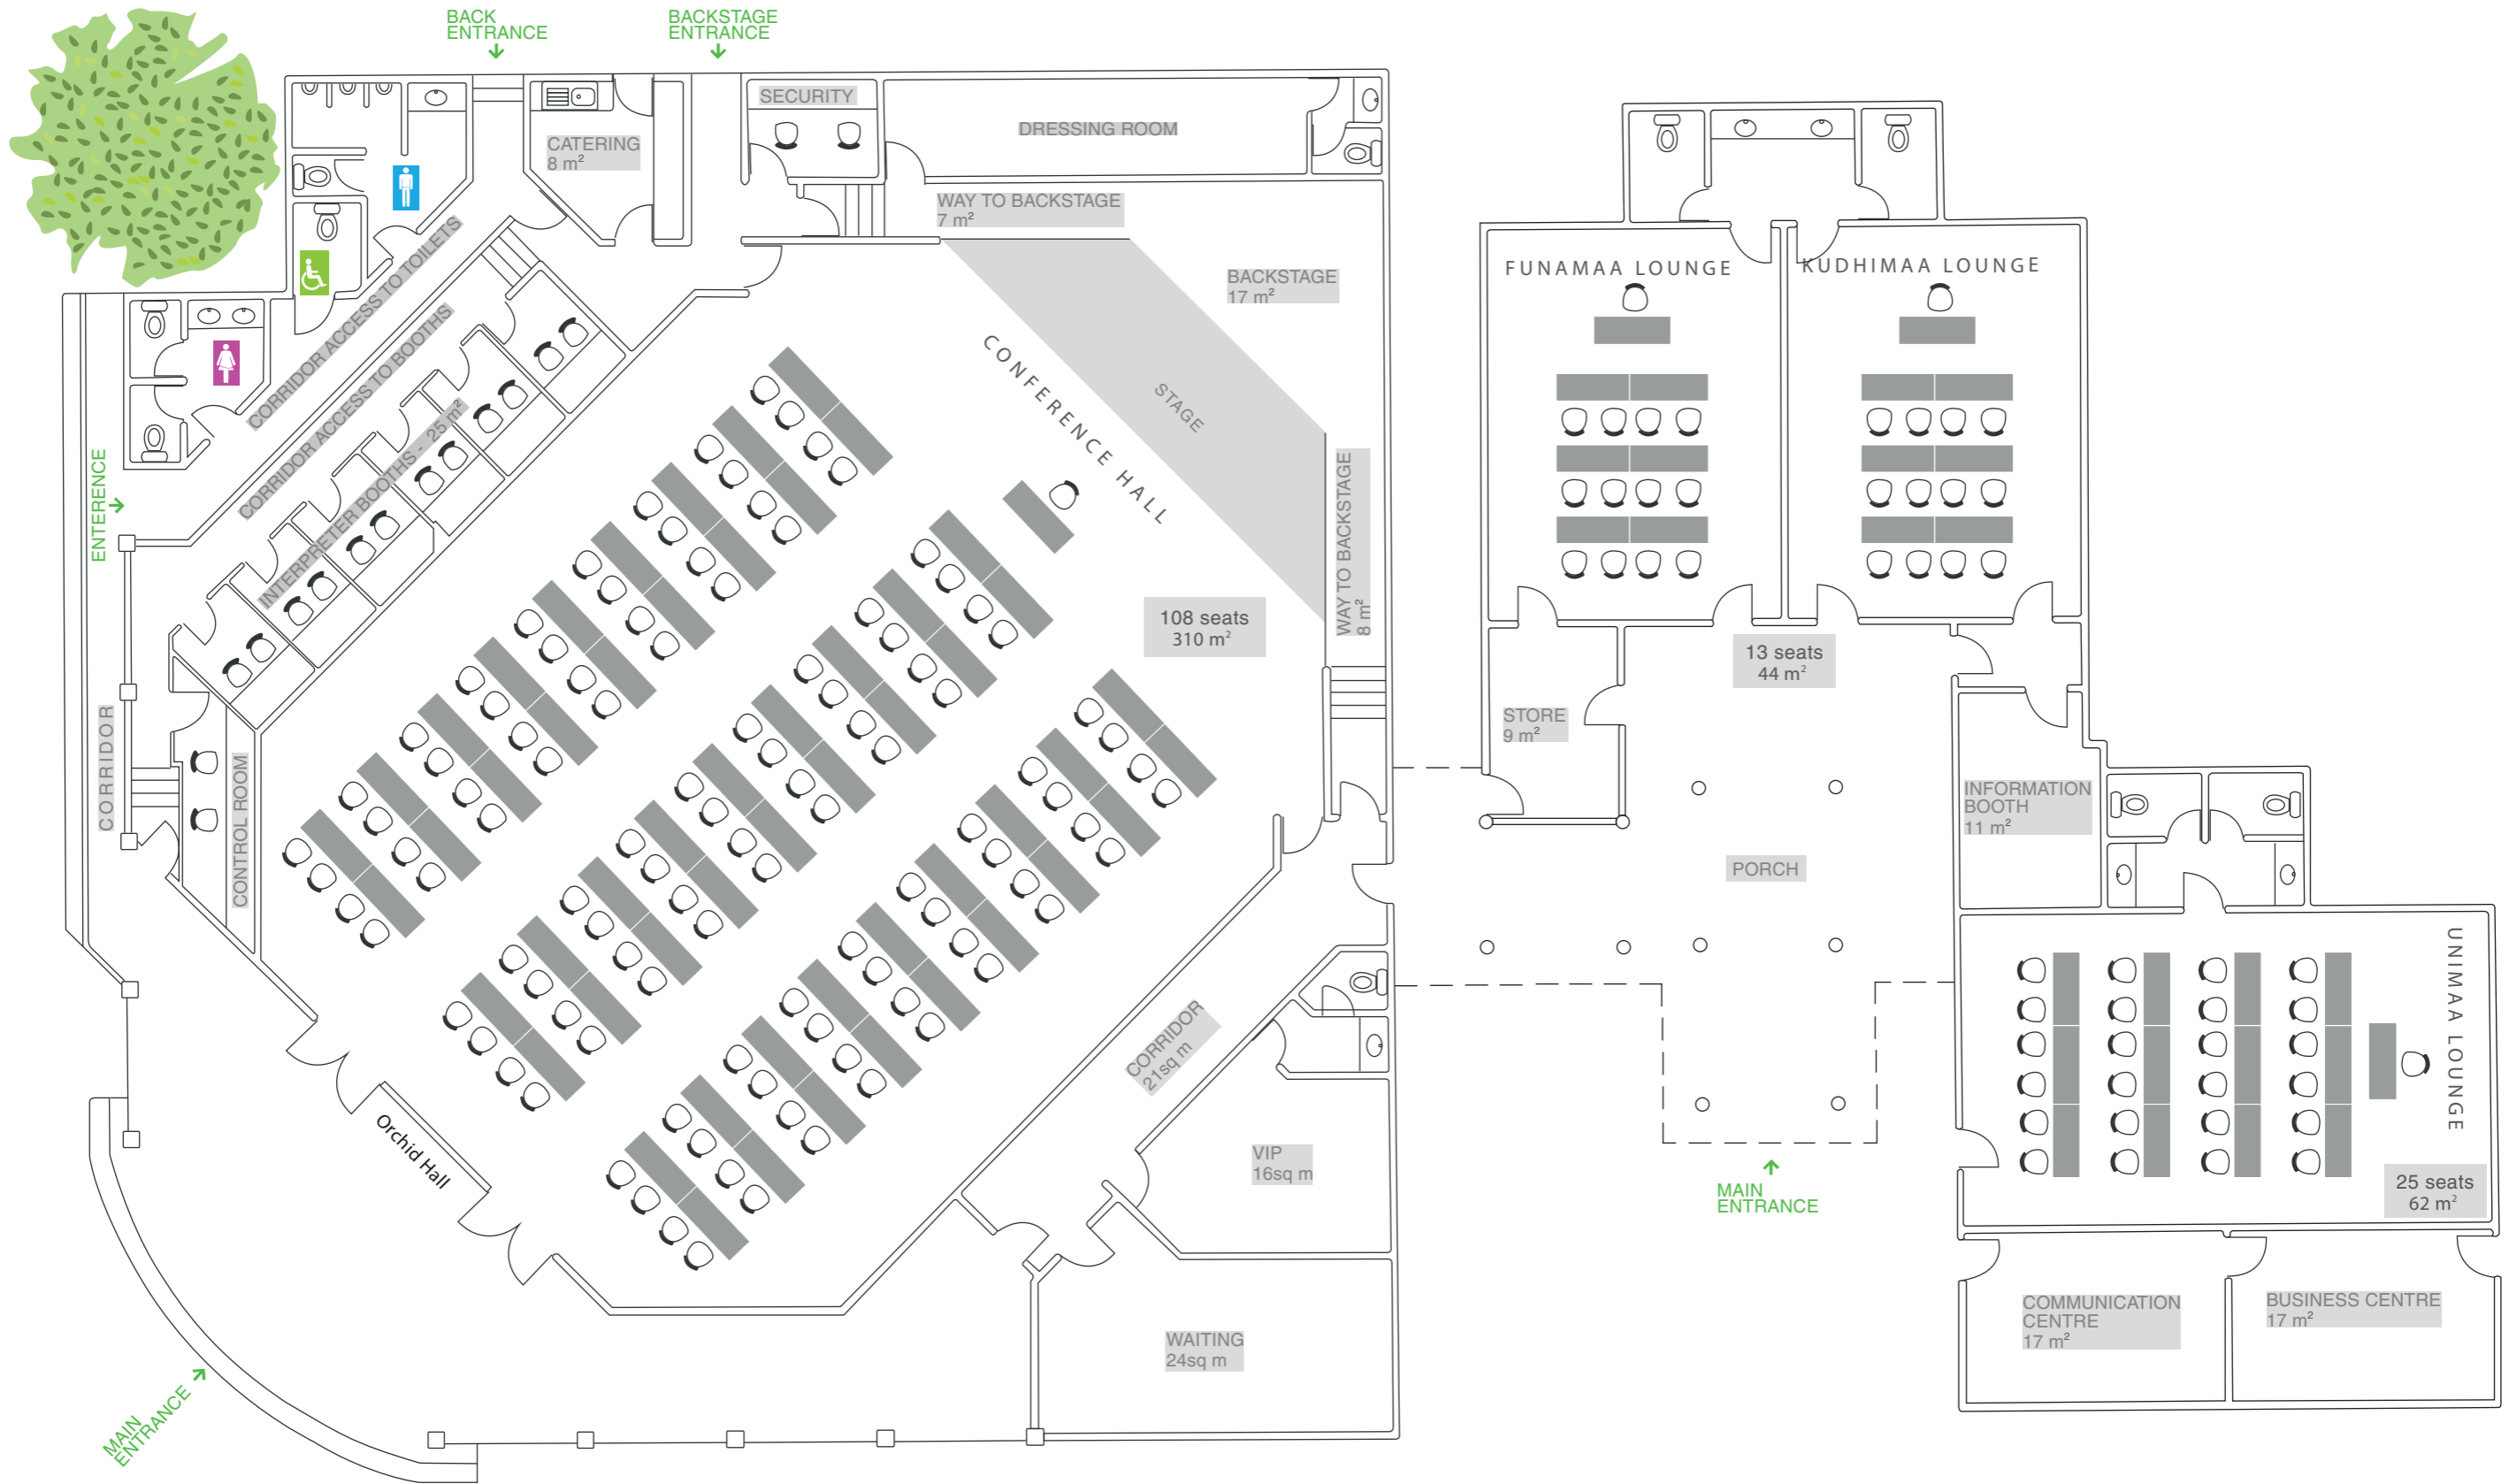 BACK
ENTRANCE
BACKSTAGE
ENTRANCE
SECURITY
DRESSING ROOM
CATERING
8 m²
WAY TO BACKSTAGE
7 m²
BACKSTAGE
17 m²
CORRIDOR ACCESS TO TOILETS
CORRIDOR ACCESS TO BOOTHS
INTERPRETER BOOTHS - 25 m²
CONFERENCE HALL
STAGE
WAY TO BACKSTAGE
8 m²
108 seats
310 m²
ENTERENCE
CORRIDOR
CONTROL ROOM
Orchid Hall
CORRIDOR
21sq m
VIP
16sq m
WAITING
24sq m
MAIN
ENTRANCE
FUNAMAA LOUNGE
KUDHIMAA LOUNGE
13 seats
44 m²
STORE
9 m²
INFORMATION
BOOTH
11 m²
PORCH
MAIN
ENTRANCE
UNIMAA LOUNGE
25 seats
62 m²
COMMUNICATION
CENTRE
17 m²
BUSINESS CENTRE
17 m²